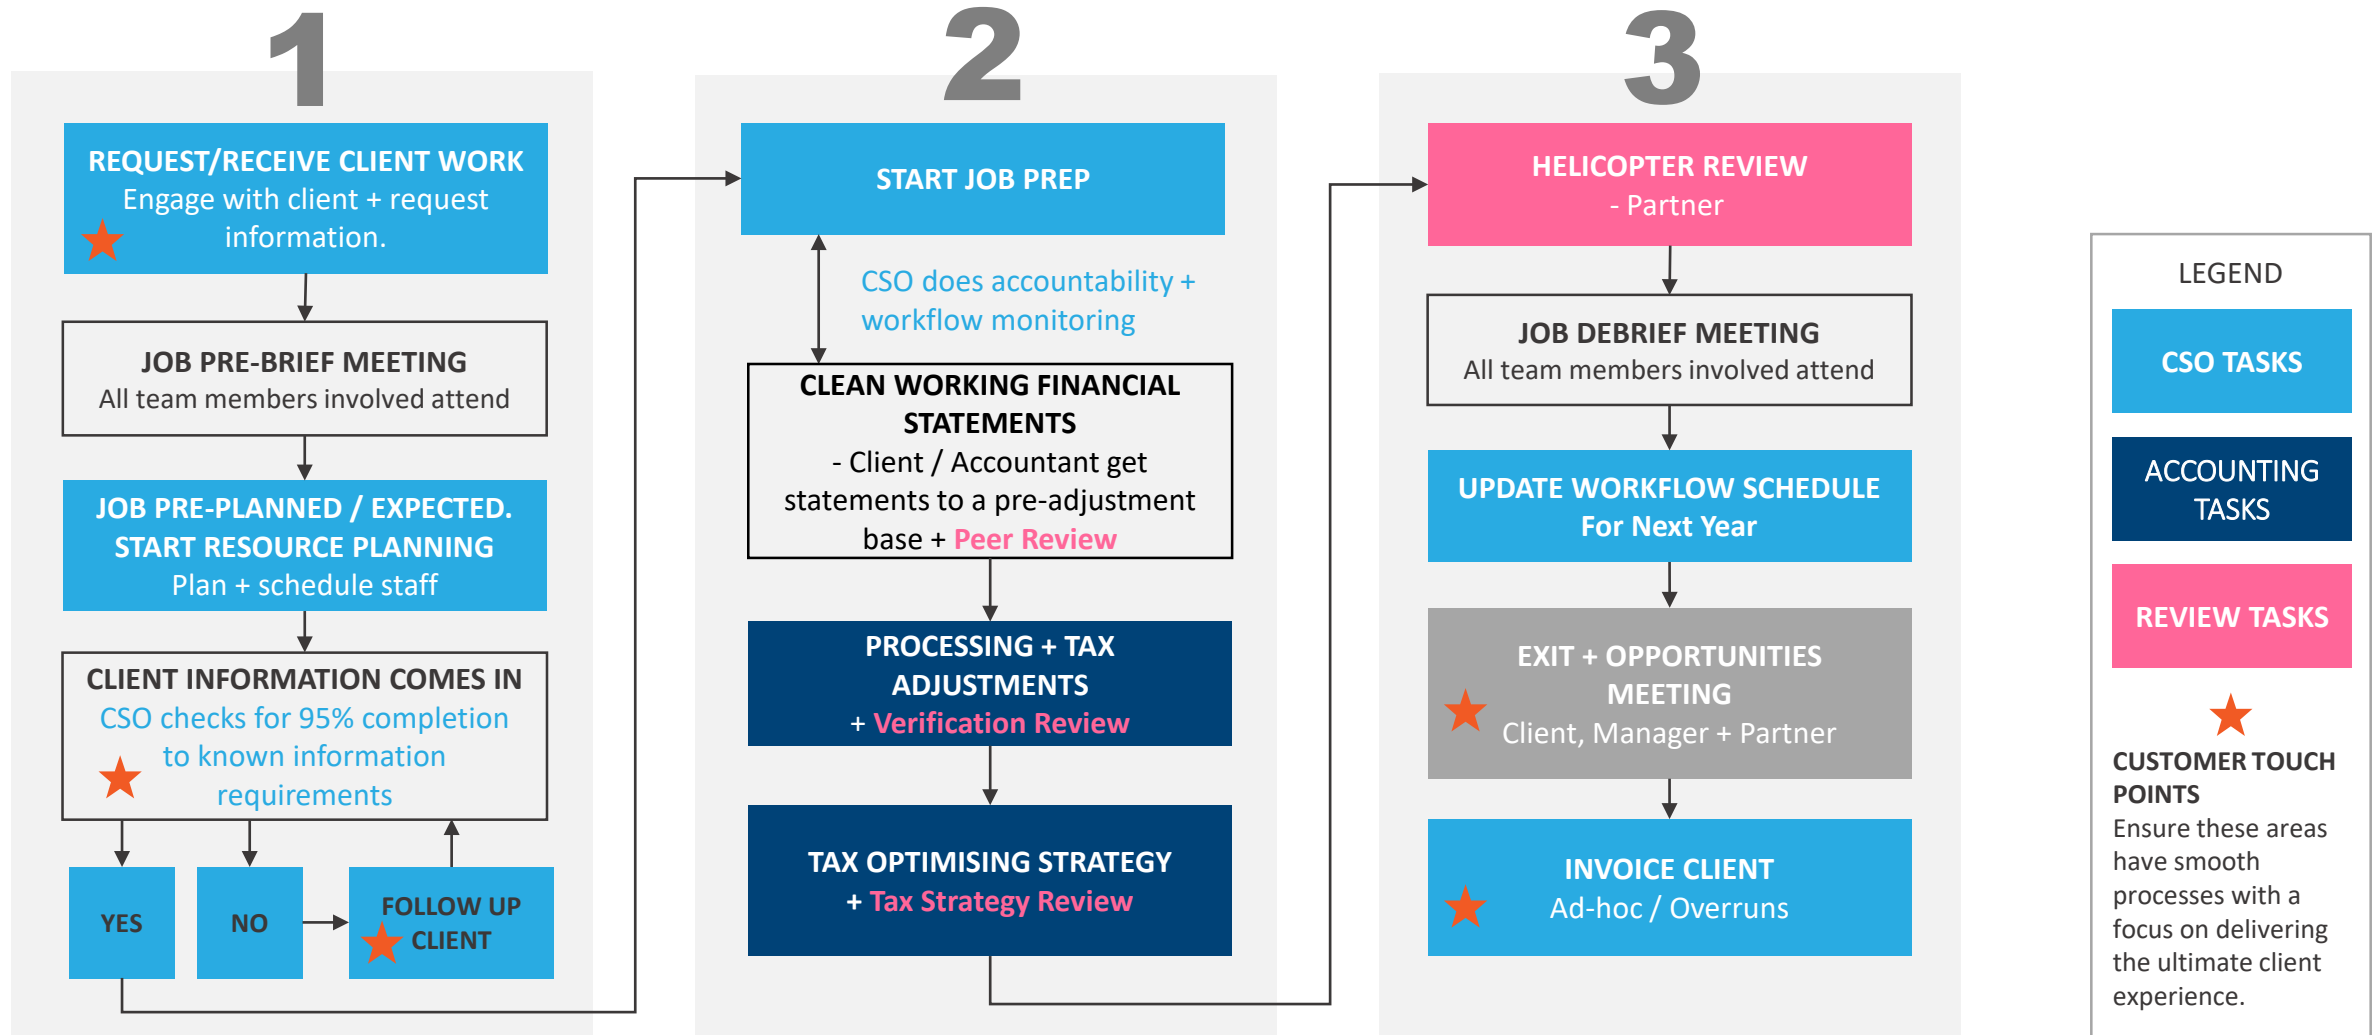 1
REQUEST/RECEIVE CLIENT WORK
Engage with client + request
information.
JOB PRE-BRIEF MEETING
All team members involved attend
JOB PRE-PLANNED / EXPECTED.
START RESOURCE PLANNING
Plan + schedule staff
CLIENT INFORMATION COMES IN
CSO checks for 95% completion
to known information
requirements
YES
NO
FOLLOW UP
CLIENT
2
START JOB PREP
CSO does accountability +
workflow monitoring
CLEAN WORKING FINANCIAL
STATEMENTS
- Client / Accountant get
statements to a pre-adjustment
base + Peer Review
PROCESSING + TAX
ADJUSTMENTS
+ Verification Review
TAX OPTIMISING STRATEGY
+ Tax Strategy Review
3
HELICOPTER REVIEW
- Partner
JOB DEBRIEF MEETING
All team members involved attend
UPDATE WORKFLOW SCHEDULE
For Next Year
EXIT + OPPORTUNITIES
MEETING
Client, Manager + Partner
INVOICE CLIENT
Ad-hoc / Overruns
LEGEND
CSO TASKS
ACCOUNTING
TASKS
REVIEW TASKS
CUSTOMER TOUCH
POINTS
Ensure these areas
have smooth
processes with a
focus on delivering
the ultimate client
experience.